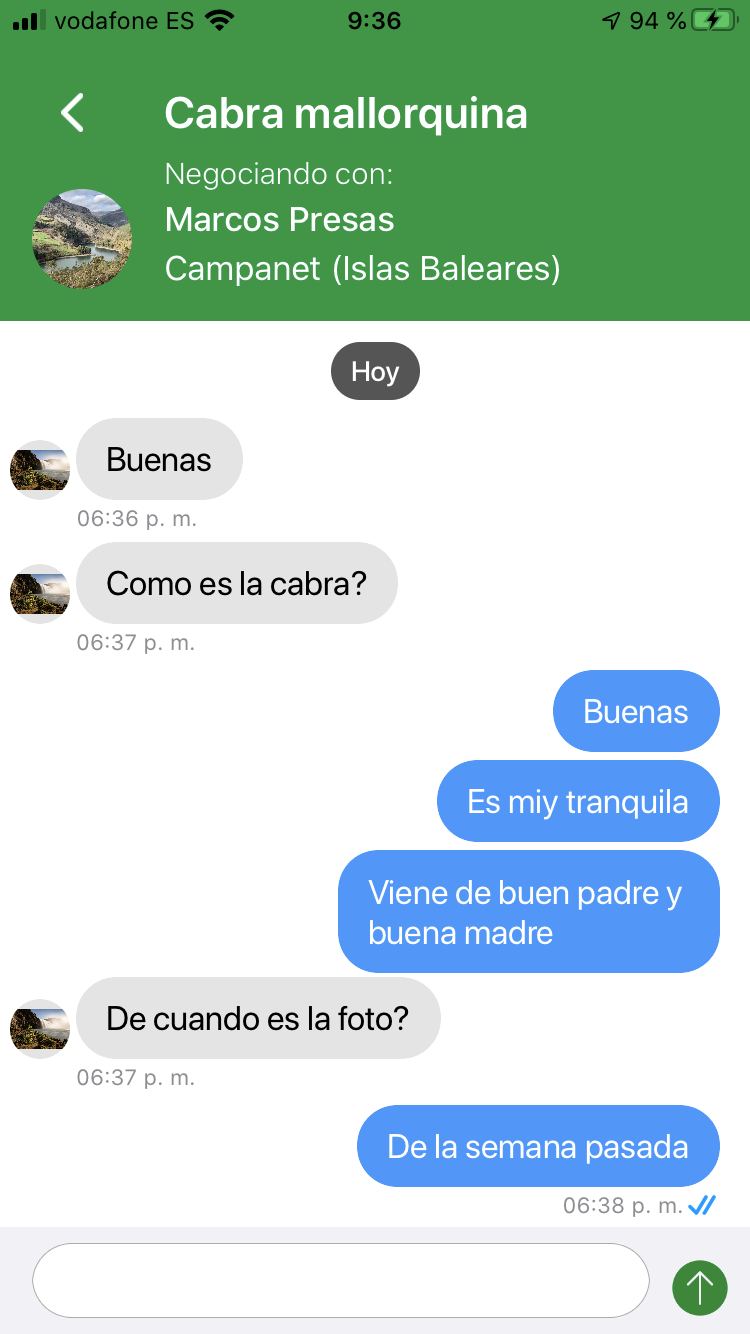 vodafone ES 9:36 94 %
Cabra mallorquina
Negociando con:
Marcos Presas
Campanet (Islas Baleares)
Hoy
Buenas
06:36 p. m.
Como es la cabra?
06:37 p. m.
Buenas
Es miy tranquila
Viene de buen padre y
buena madre
De cuando es la foto?
06:37 p. m.
De la semana pasada
06:38 p. m.